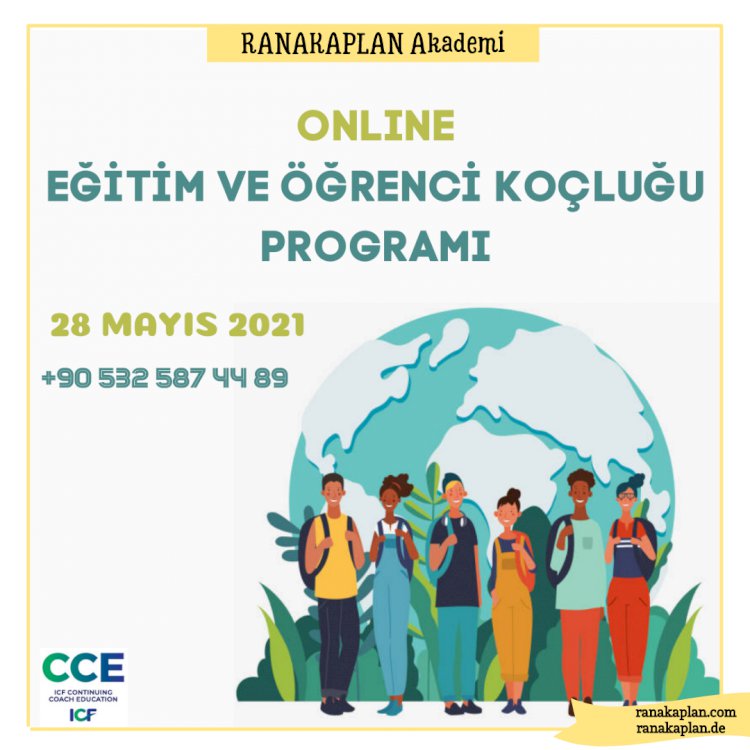 RANAKAPLAN Akademi
ONLINE
EĞİTİM VE ÖĞRENCİ KOÇLUĞU
PROGRAMI
28 MAYIS 2021
+90 532 587 44 89
CCE
ICF CONTINUING
COACH EDUCATION
ICF
ranakaplan.com
ranakaplan.de